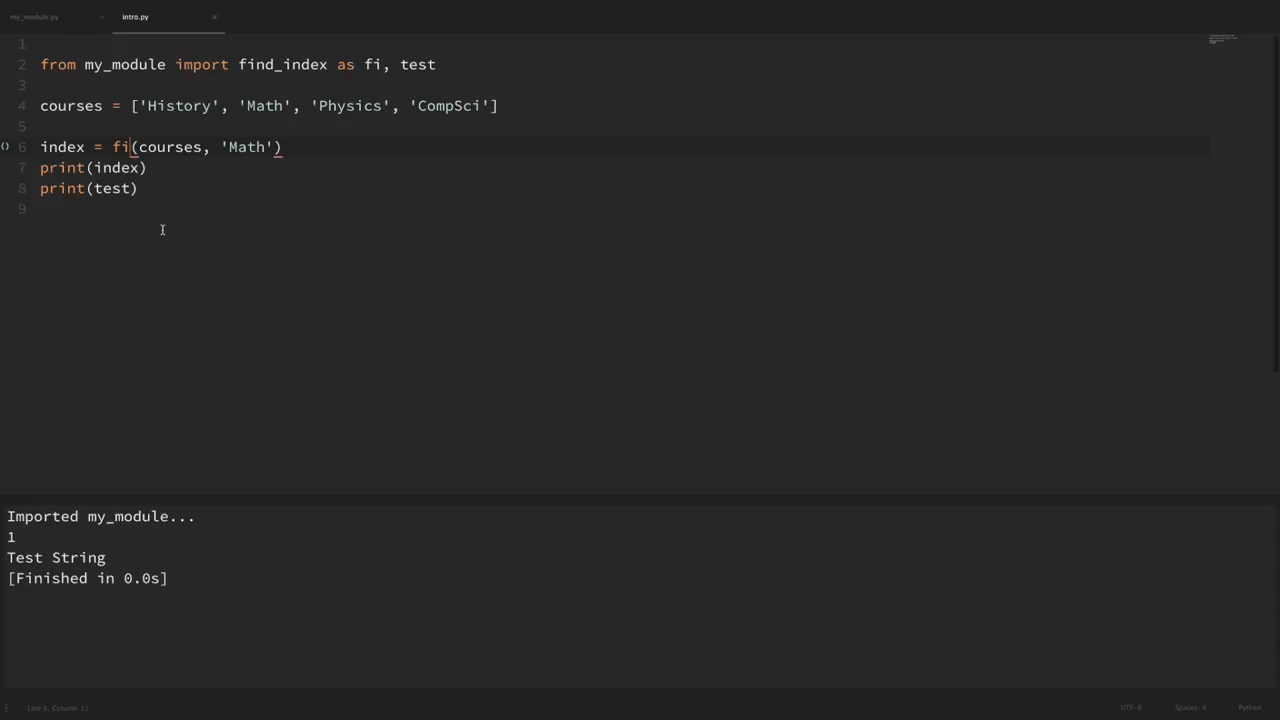 my_module.py × intro.py ×
1
2 from my_module import find_index as fi, test
3
4 courses = ['History', 'Math', 'Physics', 'CompSci']
5
() 6 index = fi(courses, 'Math')
7 print(index)
8 print(test)
9
Imported my_module...
1
Test String
[Finished in 0.0s]
Line 6, Column 11 UTF-8 Spaces: 4 Python